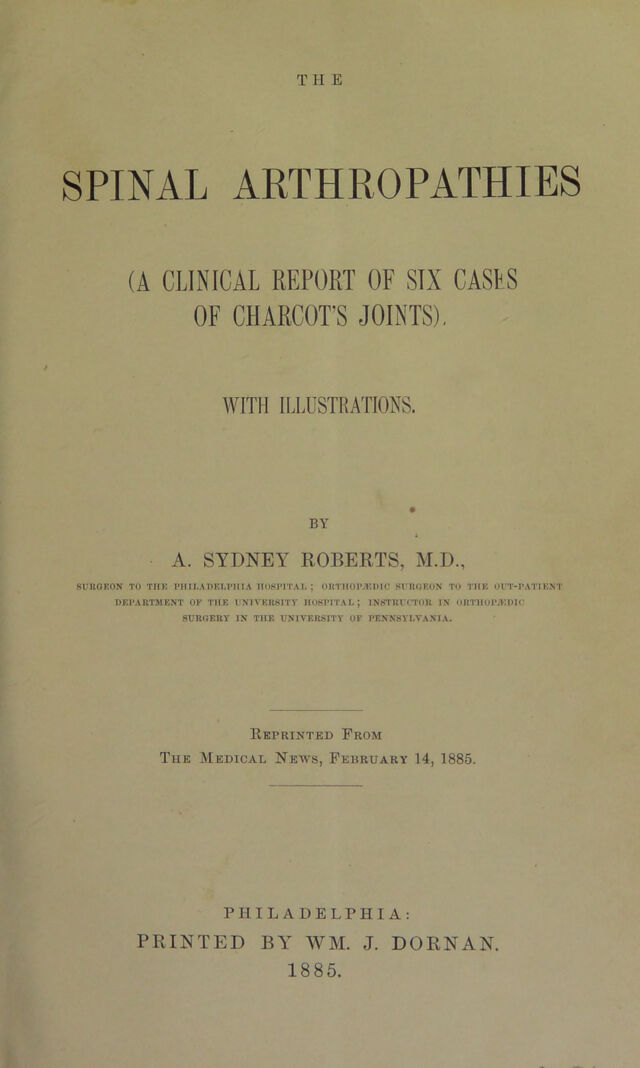 THE
SPINAL ARTHROPATHIES
(A CLINICAL REPORT OF SIX CASES
OF CHARCOT'S JOINTS).
WITH ILLUSTRATIONS.
BY
A. SYDNEY ROBERTS, M.D.,
SURGEON TO THE PHILADELPHIA HOSPITAL; ORTHOPÆDIC SURGEON TO THE OUT-PATIENT
DEPARTMENT OF THE UNIVERSITY HOSPITAL; INSTRUCTOR IN ORTHOPÆDIC
SURGERY IN THE UNIVERSITY OF PENNSYLVANIA.
REPRINTED FROM
THE MEDICAL NEWS, FEBRUARY 14, 1885.
PHILADELPHIA:
PRINTED BY WM. J. DORNAN.
1885.